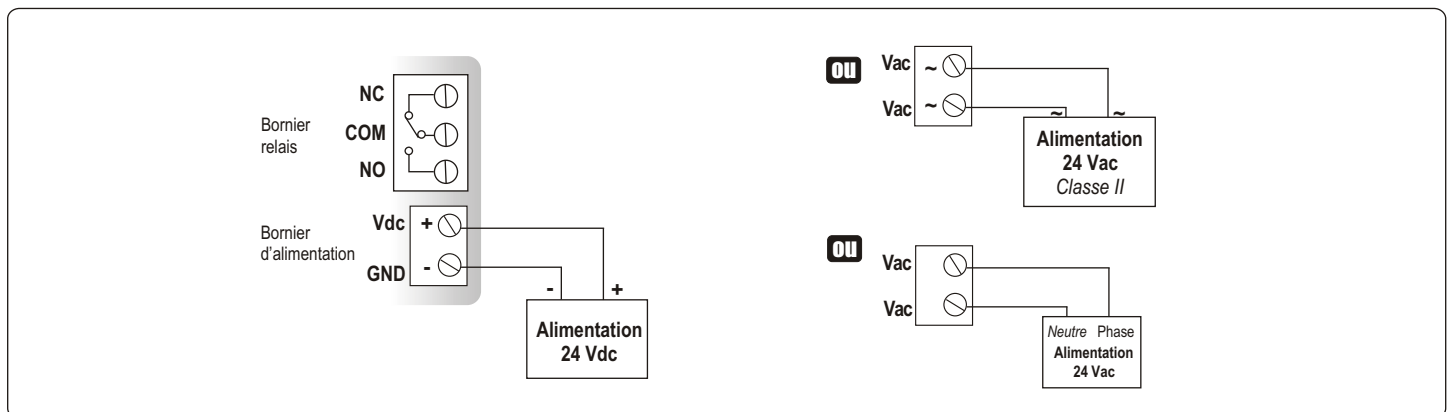 NC
Bornier
relais
COM
NO
Vdc +
Bornier
d'alimentation
GND -
- +
Alimentation
24 Vdc
ou
Vac ~
Vac ~
~ ~
Alimentation
24 Vac
Classe II
ou
Vac
Vac
Neutre Phase
Alimentation
24 Vac